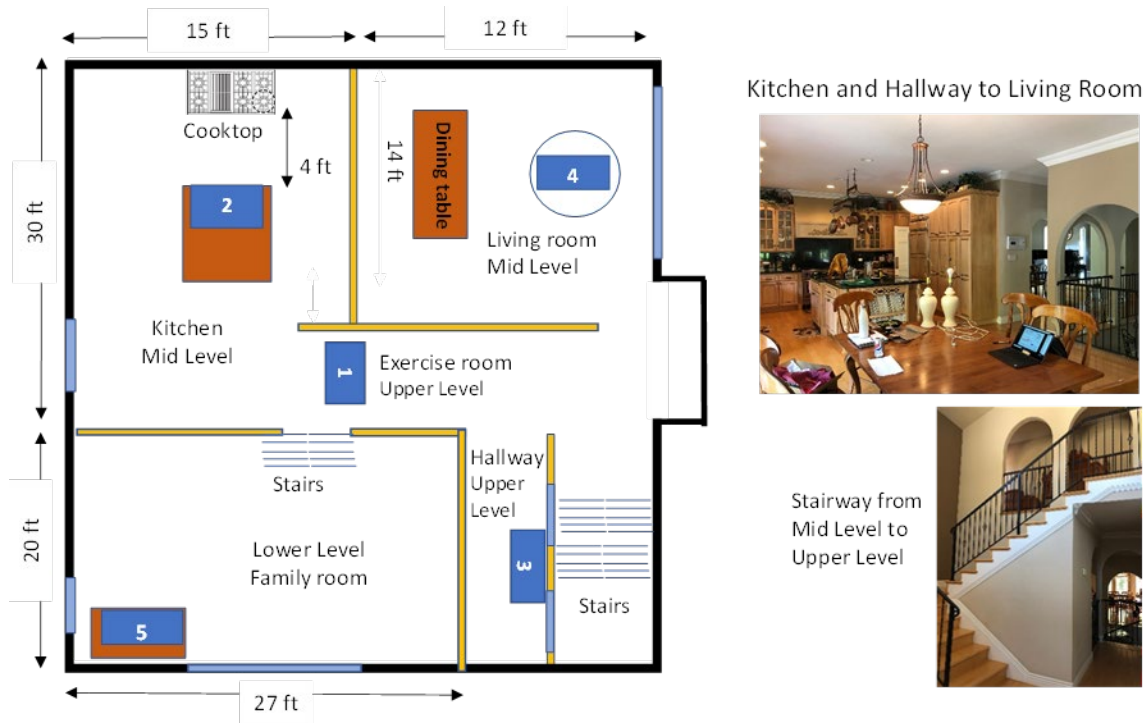 15 ft
12 ft
Kitchen and Hallway to Living Room
Cooktop
4 ft
14 ft
Dining table
2
4
30 ft
Living room
Mid Level
Kitchen
Mid Level
1
Exercise room
Upper Level
Hallway
Upper
Level
Stairs
Stairway from
Mid Level to
Upper Level
20 ft
Lower Level
Family room
3
Stairs
5
27 ft